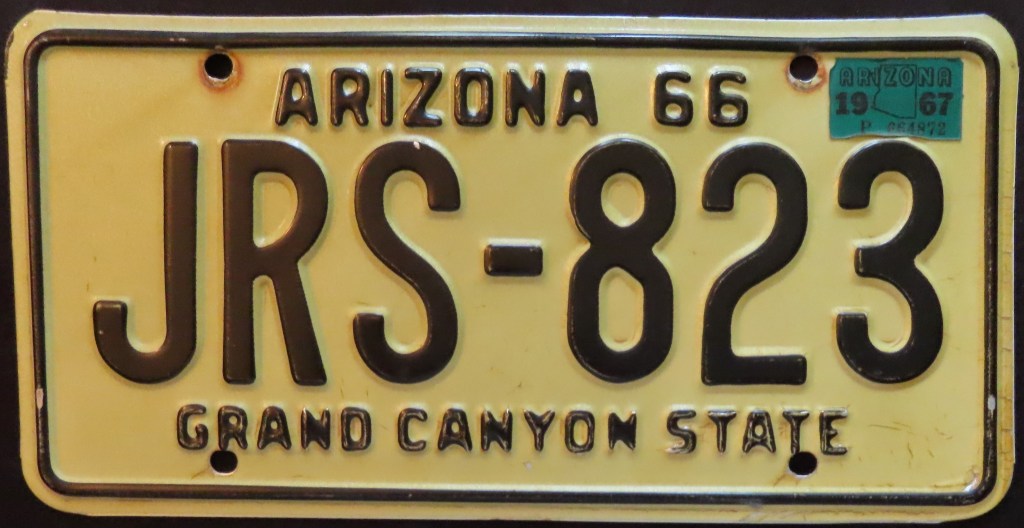 ARIZONA 66
ARIZONA
19 67
JRS-823
GRAND CANYON STATE